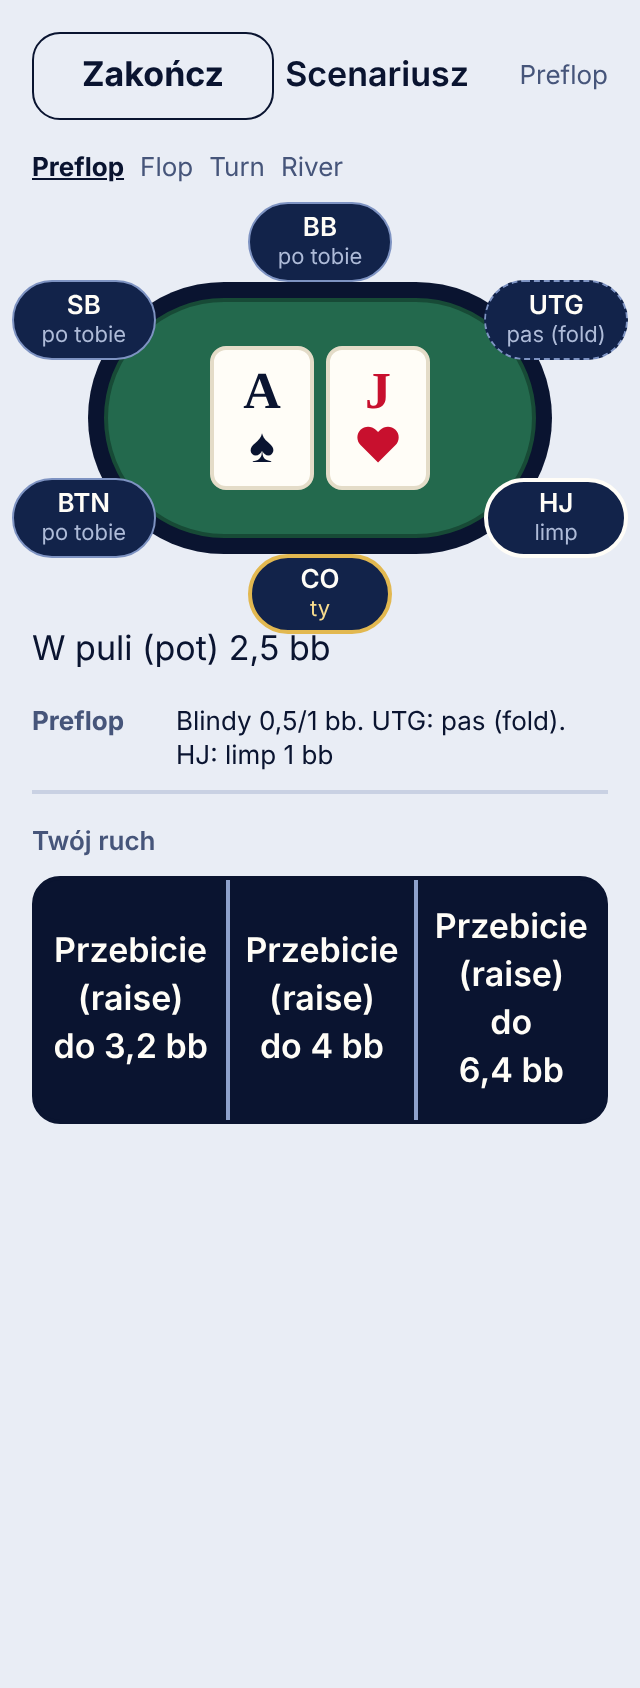 Zakończ
Scenariusz
Preflop
Preflop Flop Turn River
BB
po tobie
SB
po tobie
UTG
pas (fold)
A
♠
J
♥
BTN
po tobie
HJ
limp
CO
ty
W puli (pot) 2,5 bb
Preflop
Blindy 0,5/1 bb. UTG: pas (fold).
HJ: limp 1 bb
Twój ruch
Przebicie
(raise)
do 3,2 bb
Przebicie
(raise)
do 4 bb
Przebicie
(raise)
do
6,4 bb